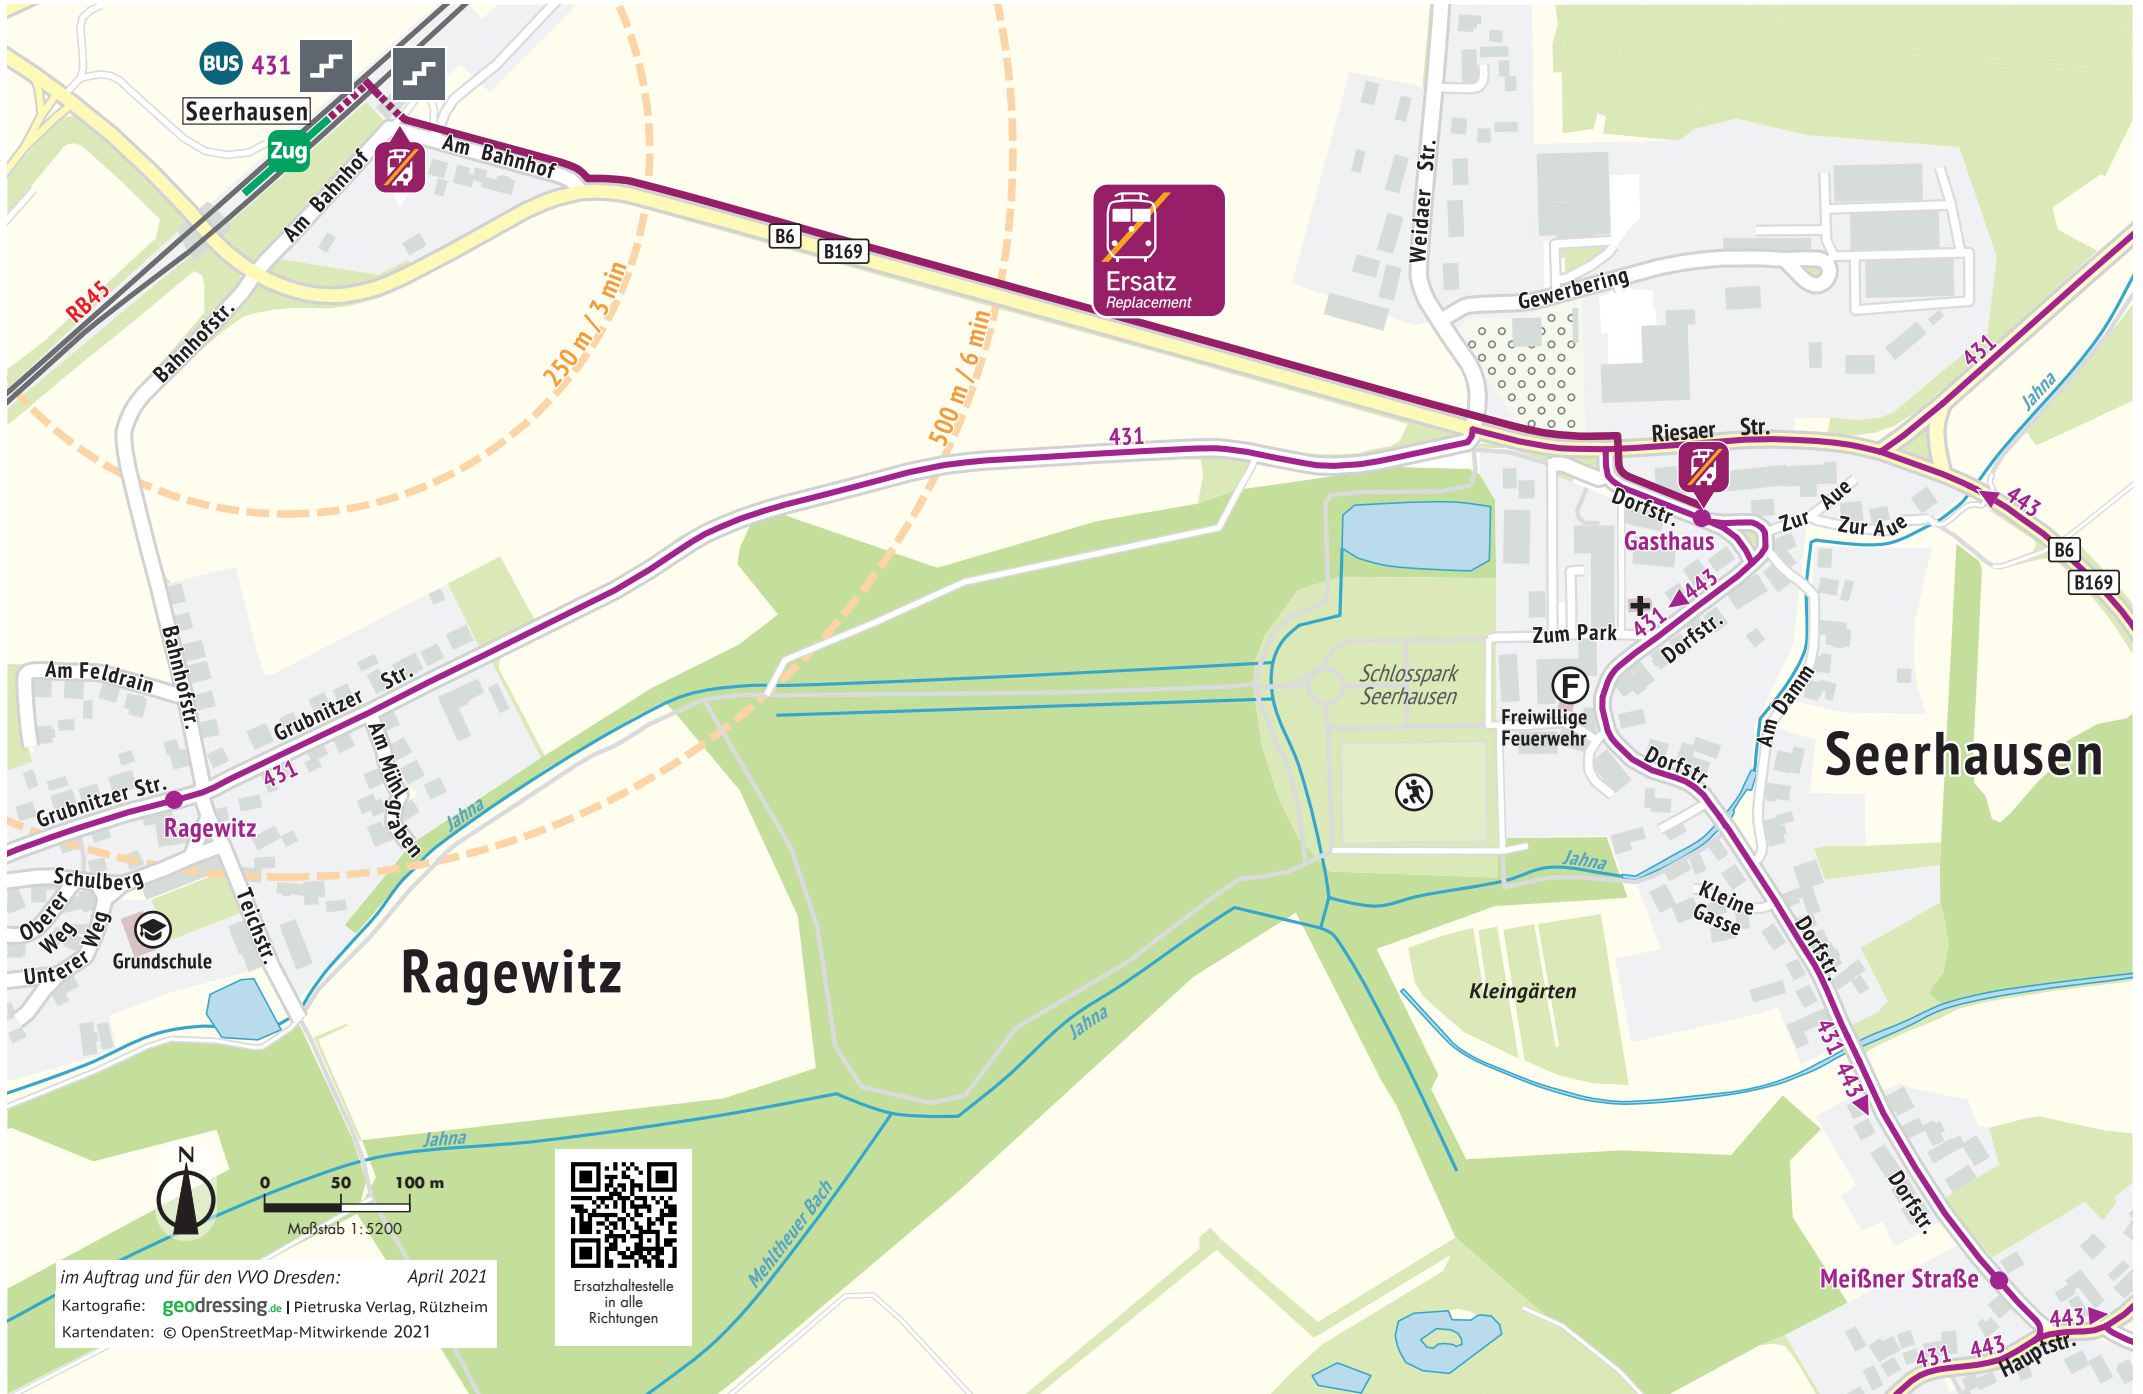 BUS 431
Seerhausen
Zug
Am Bahnhof
Am Bahnhof
RB45
Bahnhofstr.
250 m / 3 min
500 m / 6 min
B6
B169
Ersatz
Replacement
Weidaer Str.
Gewerbering
431
Jahna
Riesaer Str.
431
Dorfstr.
Gasthaus
Zur Aue
Zur Aue
443
B6
B169
443
431
Dorfstr.
Zum Park
Schlosspark
Seerhausen
F
Freiwillige
Feuerwehr
Am Damm
Seerhausen
Dorfstr.
Bahnhofstr.
Am Feldrain
Grubnitzer Str.
431
Am Mühlgraben
Grubnitzer Str.
Ragewitz
Jahna
Schulberg
Oberer
Weg
Unterer Weg
Grundschule
Teichstr.
Ragewitz
Jahna
Kleine
Gasse
Dorfstr.
Kleingärten
Jahna
431
443
Jahna
Mehltheuer Bach
Dorfstr.
Meißner Straße
443
431
443
Hauptstr.
N
0 50 100 m
Maßstab 1:5200
Ersatzhaltestelle
in alle
Richtungen
im Auftrag und für den VVO Dresden: April 2021
Kartografie: geodressing.de | Pietruska Verlag, Rülzheim
Kartendaten: © OpenStreetMap-Mitwirkende 2021